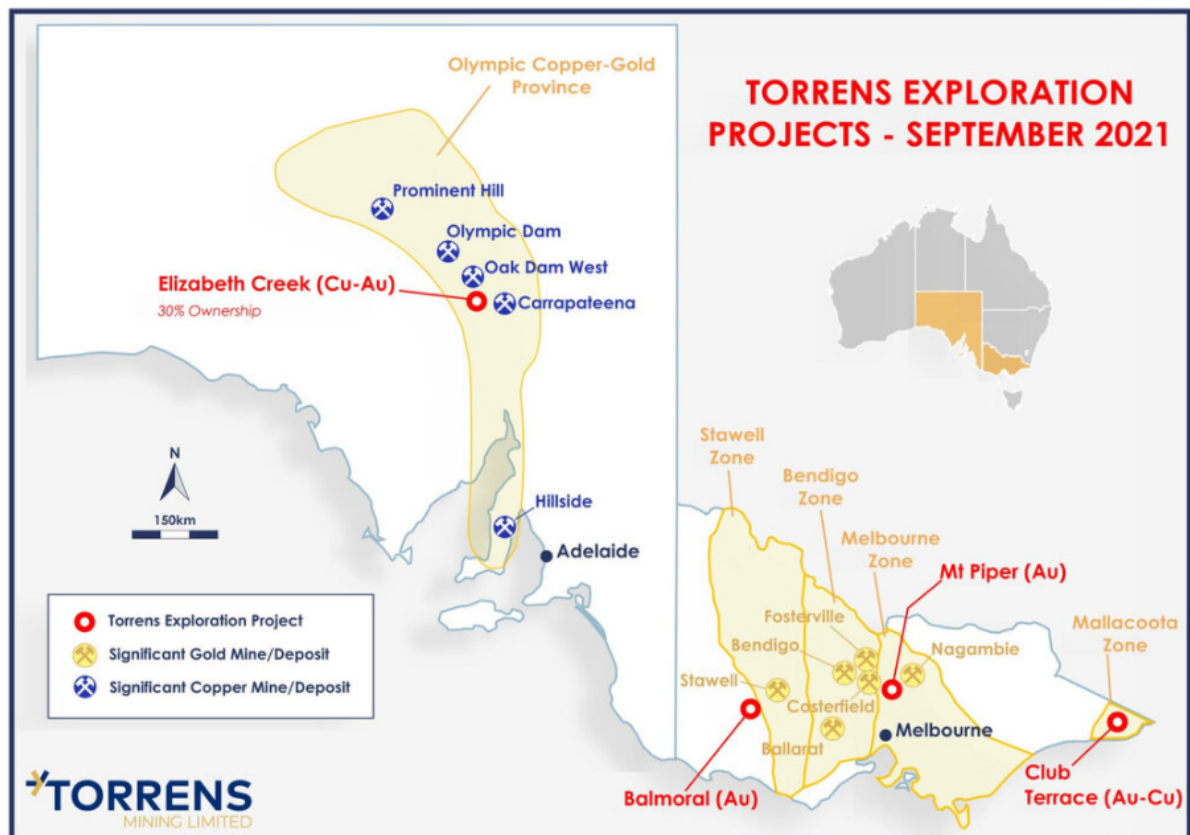 TORRENS EXPLORATION
PROJECTS - SEPTEMBER 2021
Olympic Copper-Gold
Province
Prominent Hill
Olympic Dam
Oak Dam West
Elizabeth Creek (Cu-Au)
30% Ownership
Carrapateena
N
150km
Hillside
Adelaide
Torrens Exploration Project
Significant Gold Mine/Deposit
Significant Copper Mine/Deposit
Stawell
Zone
Bendigo
Zone
Melbourne
Zone
Mt Piper (Au)
Fosterville
Bendigo
Nagambie
Mallacoota
Zone
Stawell
Costerfield
Ballarat
Melbourne
Balmoral (Au)
Club
Terrace (Au-Cu)
TORRENS
MINING LIMITED